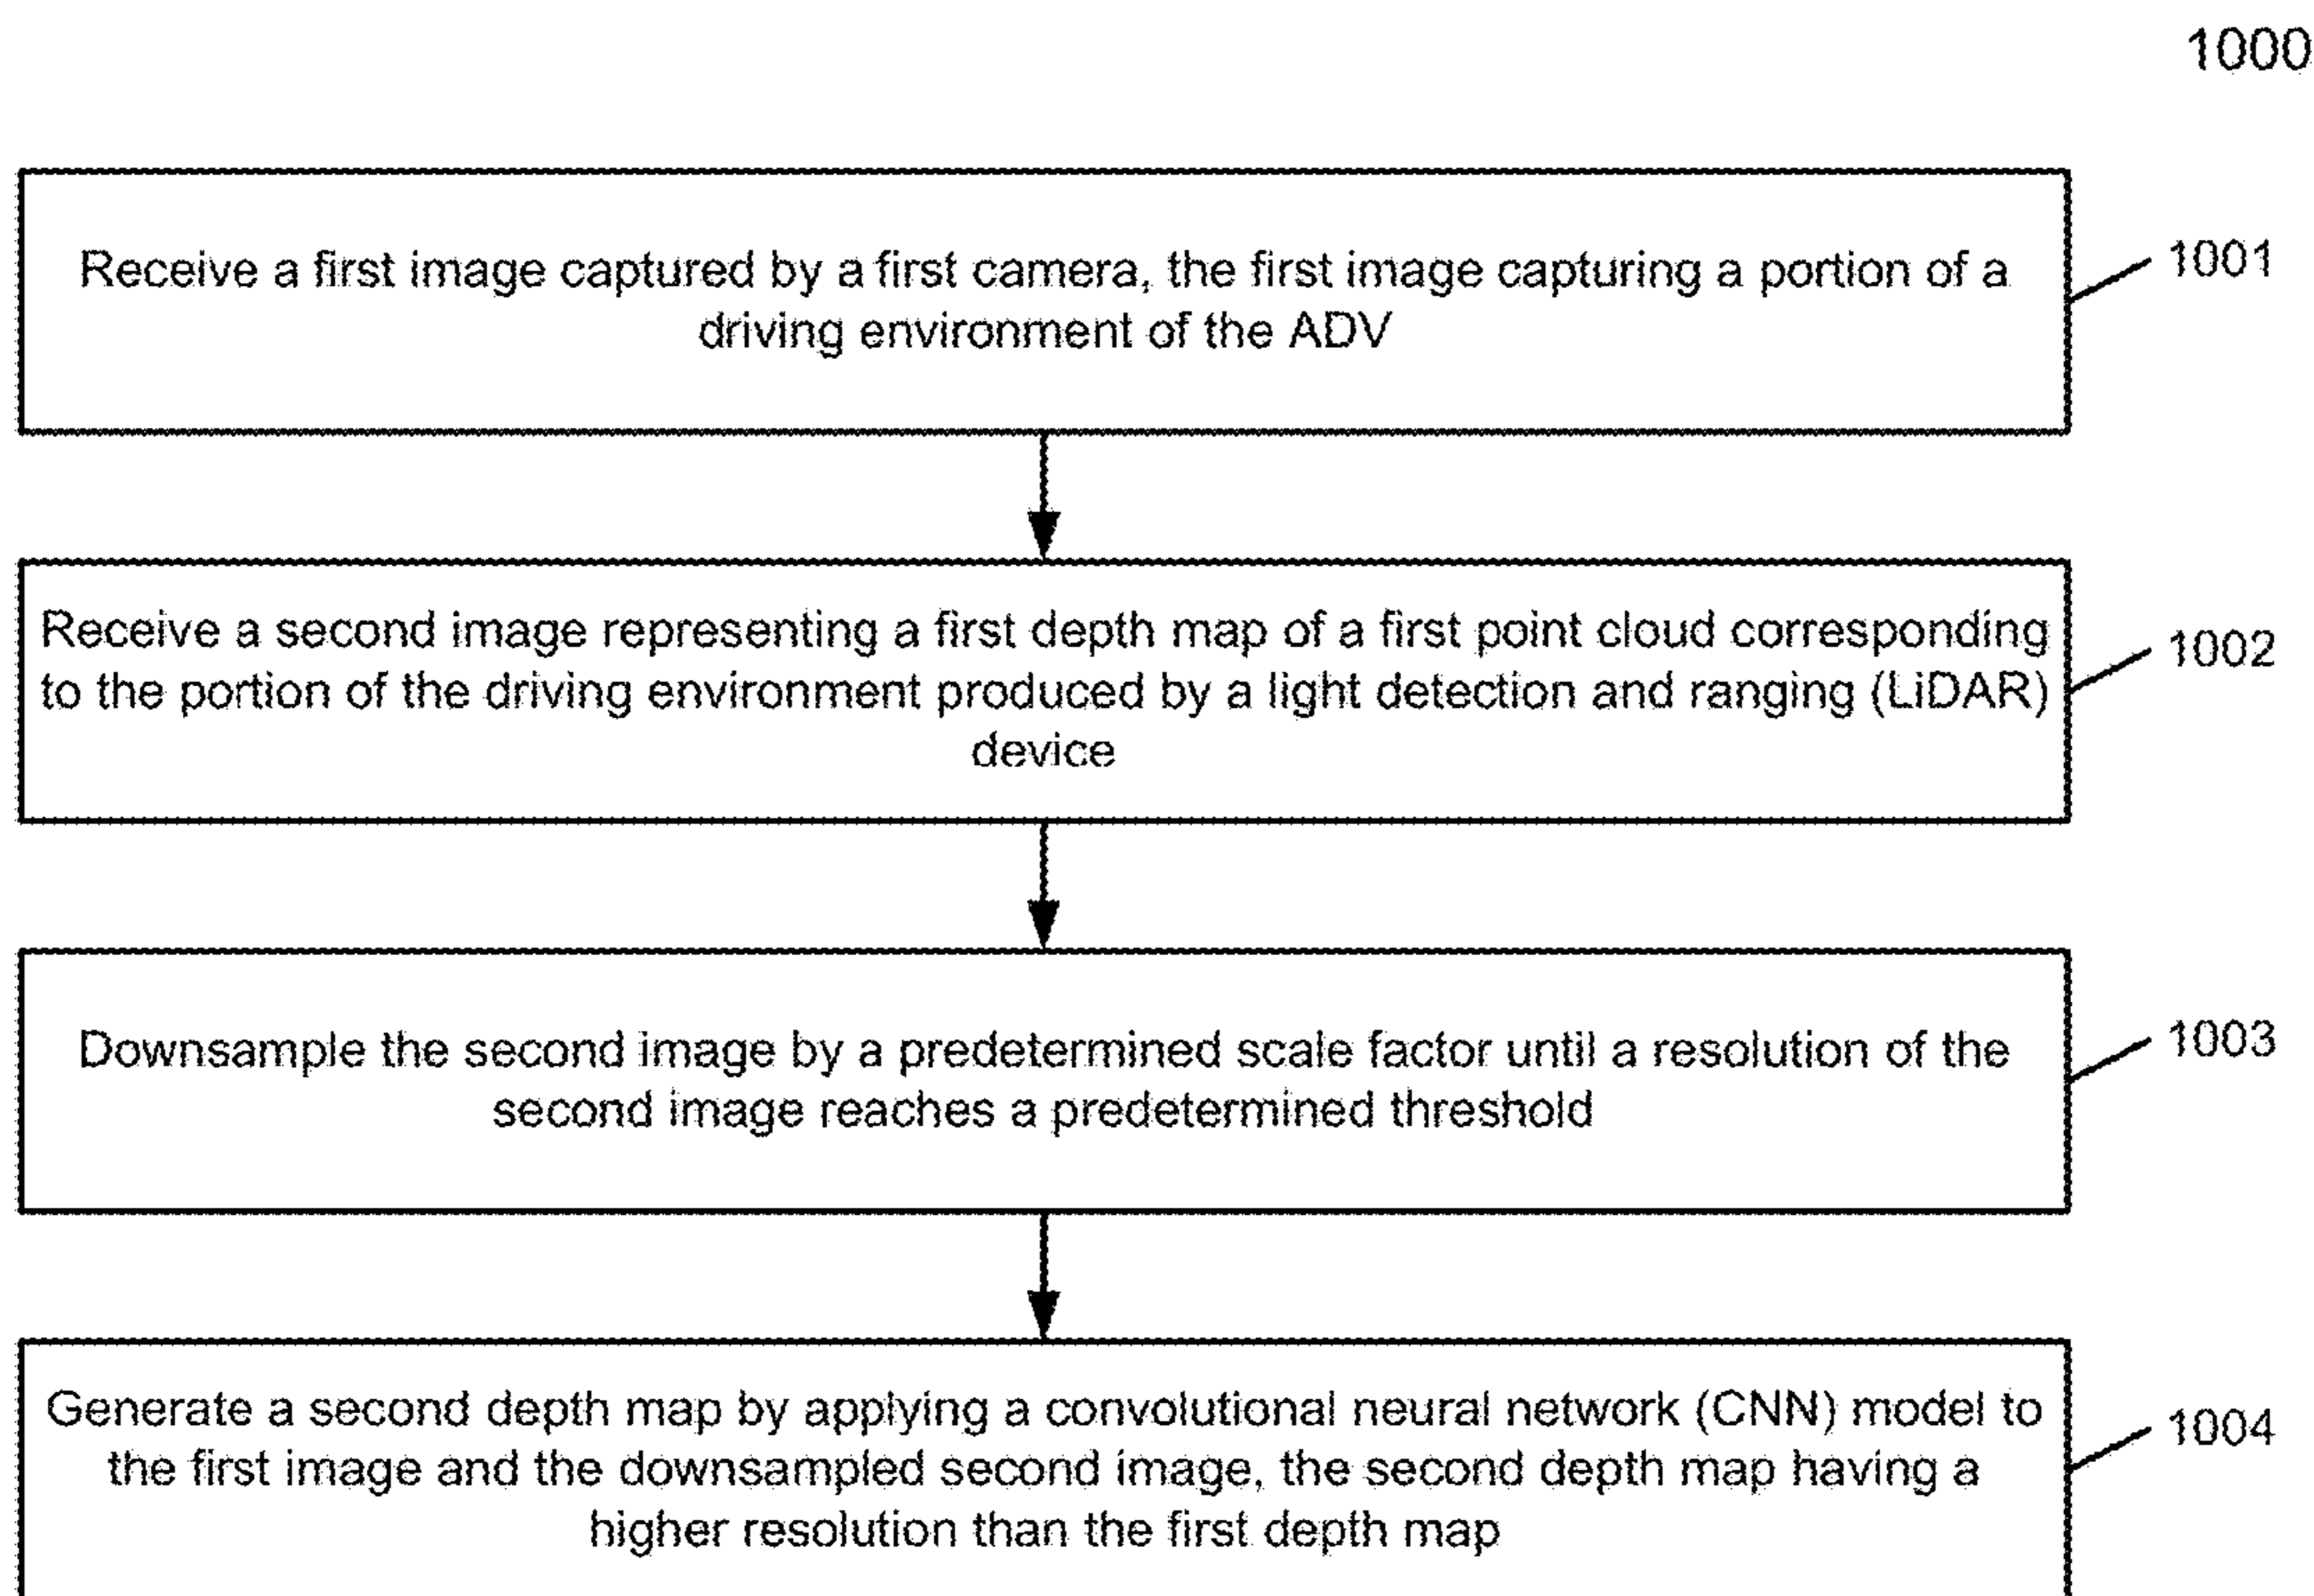 1000
Receive a first image captured by a first camera, the first image capturing a portion of a
driving environment of the ADV
1001
Receive a second image representing a first depth map of a first point cloud corresponding
to the portion of the driving environment produced by a light detection and ranging (LiDAR)
device
1002
Downsample the second image by a predetermined scale factor until a resolution of the
second image reaches a predetermined threshold
1003
Generate a second depth map by applying a convolutional neural network (CNN) model to
the first image and the downsampled second image, the second depth map having a
higher resolution than the first depth map
1004